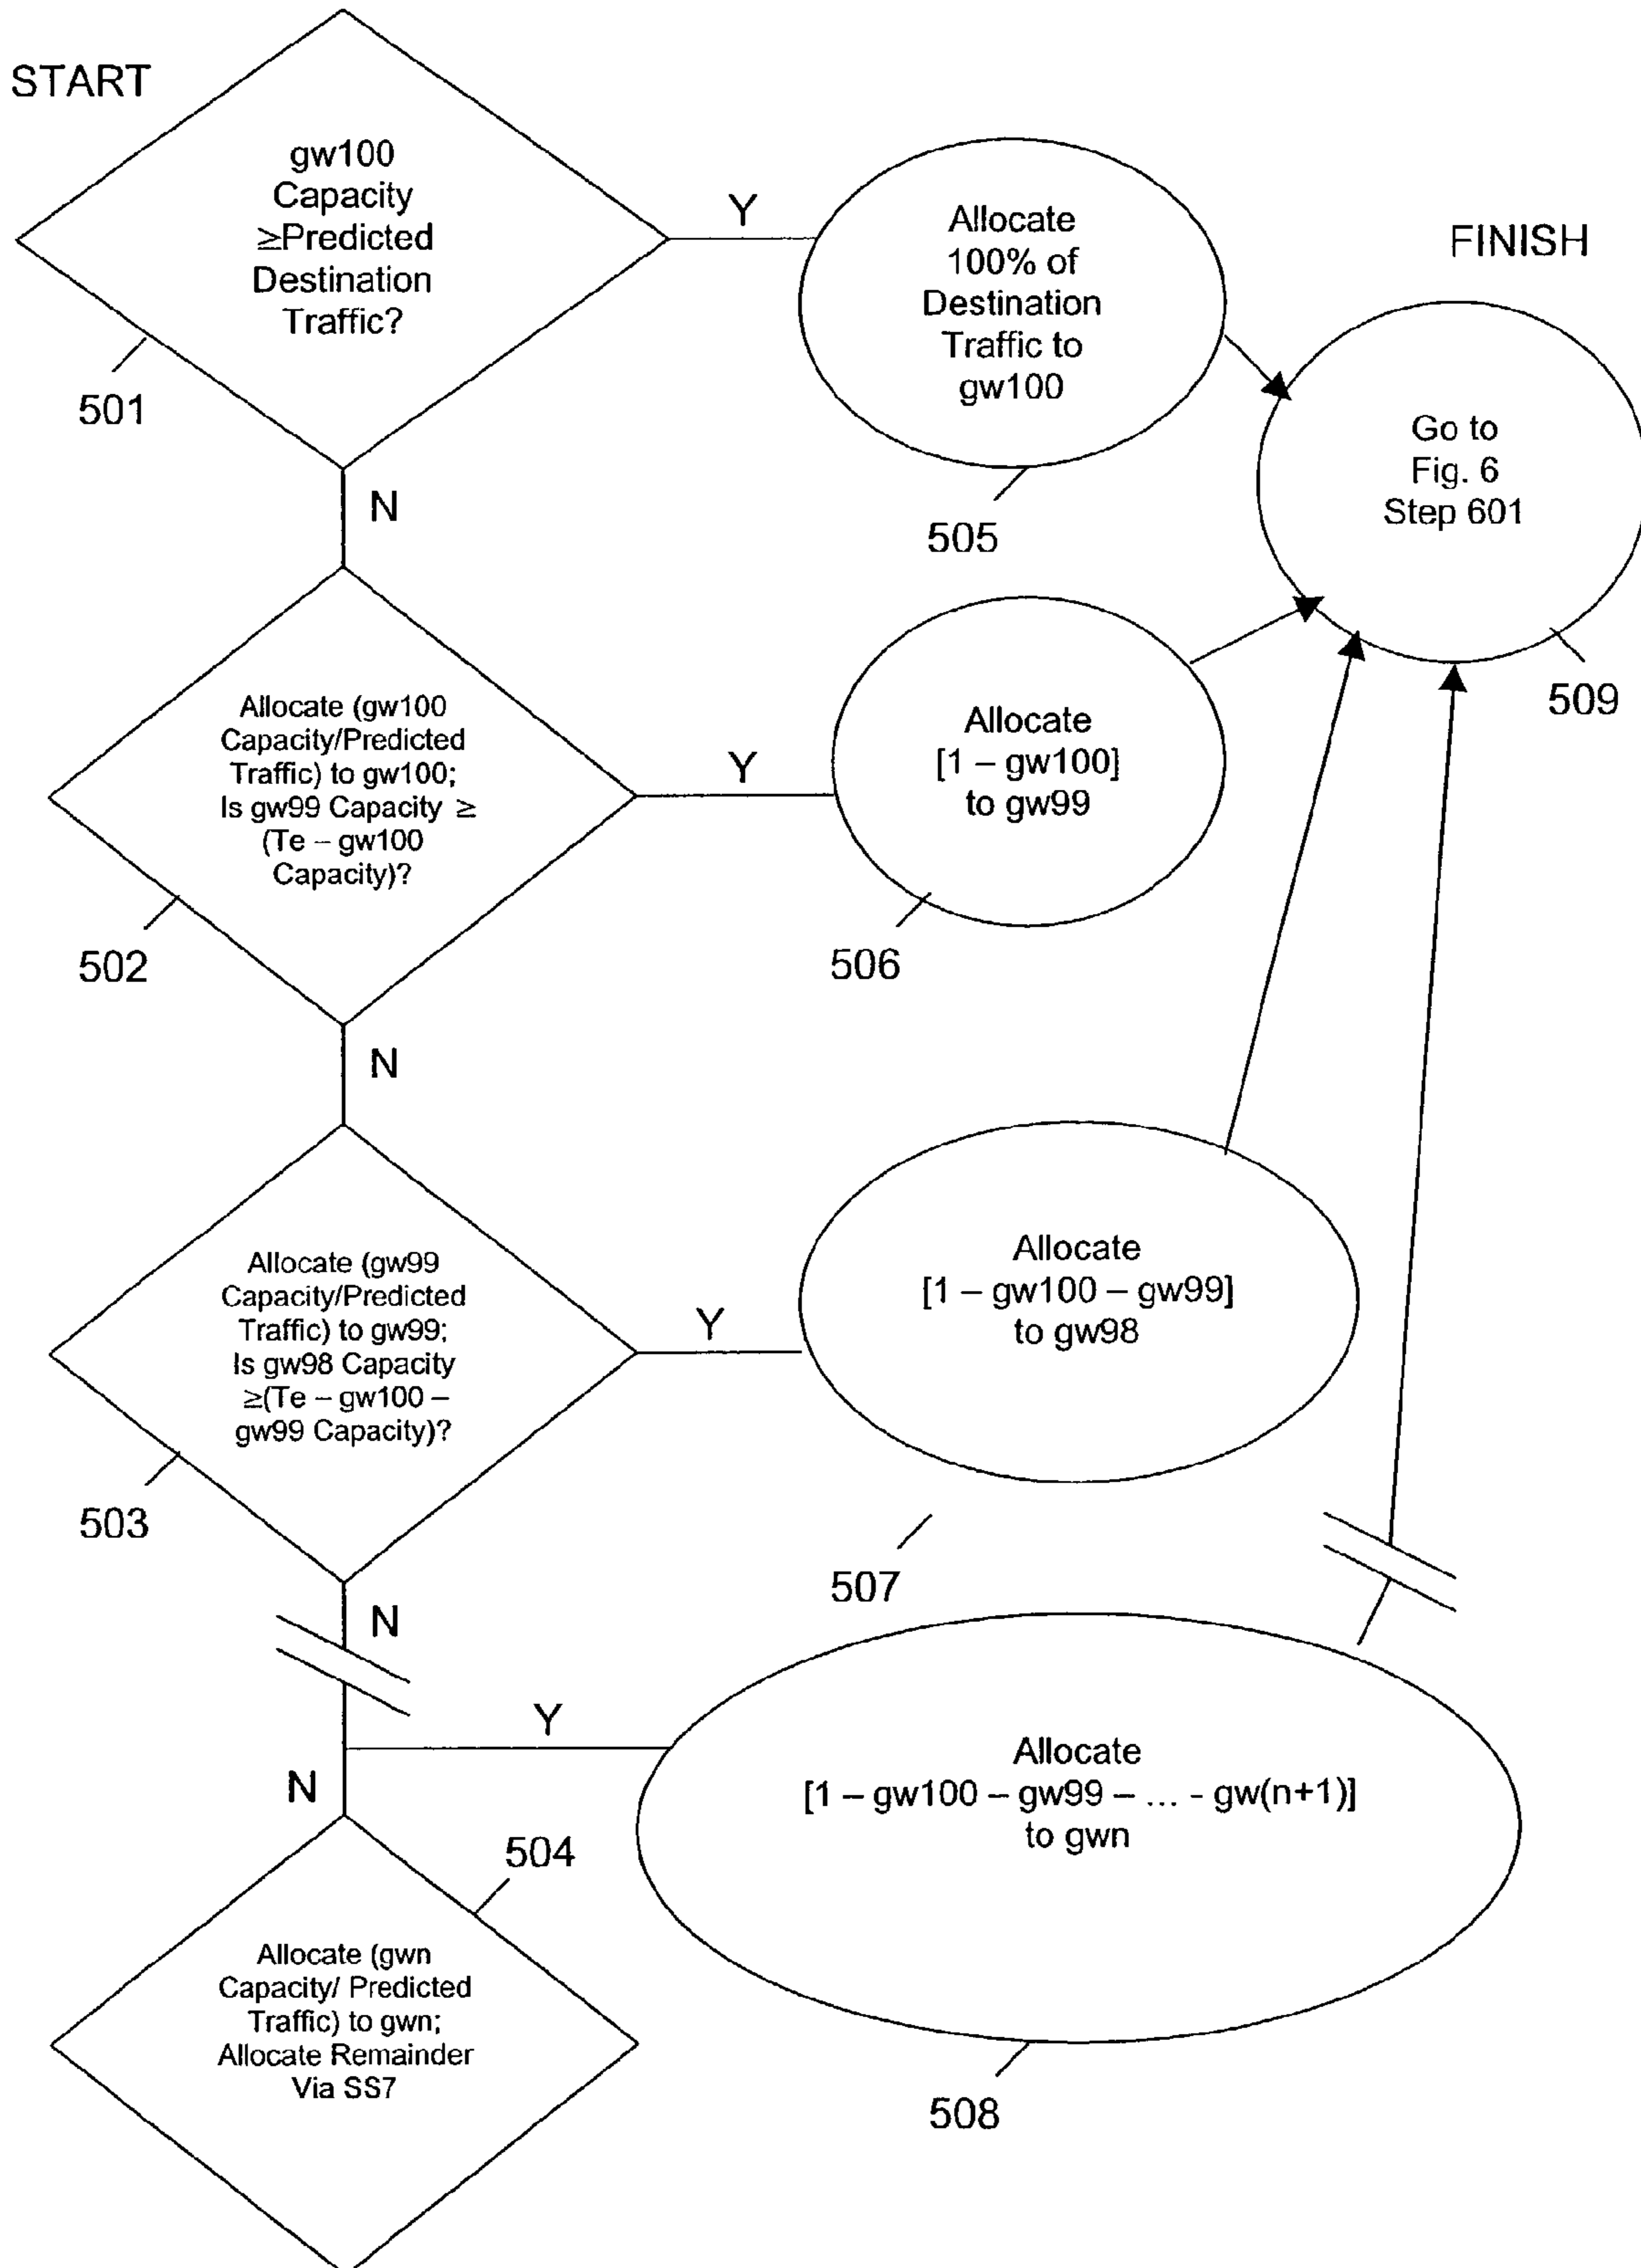 START
gw100
Capacity
≥Predicted
Destination
Traffic?
501
Y
Allocate
100% of
Destination
Traffic to
gw100
505
FINISH
Go to
Fig. 6
Step 601
509
N
Allocate (gw100
Capacity/Predicted
Traffic) to gw100;
Is gw99 Capacity ≥
(Te – gw100
Capacity)?
502
Y
Allocate
[1 – gw100]
to gw99
506
N
Allocate (gw99
Capacity/Predicted
Traffic) to gw99;
Is gw98 Capacity
≥(Te – gw100 –
gw99 Capacity)?
503
Y
Allocate
[1 – gw100 – gw99]
to gw98
507
N
Y
Allocate
[1 – gw100 – gw99 – ... - gw(n+1)]
to gwn
508
N
504
Allocate (gwn
Capacity/ Predicted
Traffic) to gwn;
Allocate Remainder
Via SS7